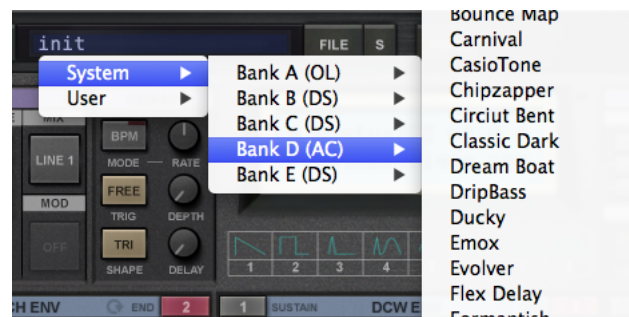 init
FILE
S
System
User
Bank A (OL)
Bank B (DS)
Bank C (DS)
Bank D (AC)
Bank E (DS)
Bounce Map
Carnival
CasioTone
Chipzapper
Circiut Bent
Classic Dark
Dream Boat
DripBass
Ducky
Emox
Evolver
Flex Delay
Formantish
LINE 1
MOD
OFF
BPM
MODE
RATE
FREE
TRIG
DEPTH
TRI
SHAPE
DELAY
1 2 3 4
CH ENV
END
2
1
SUSTAIN
DCW E